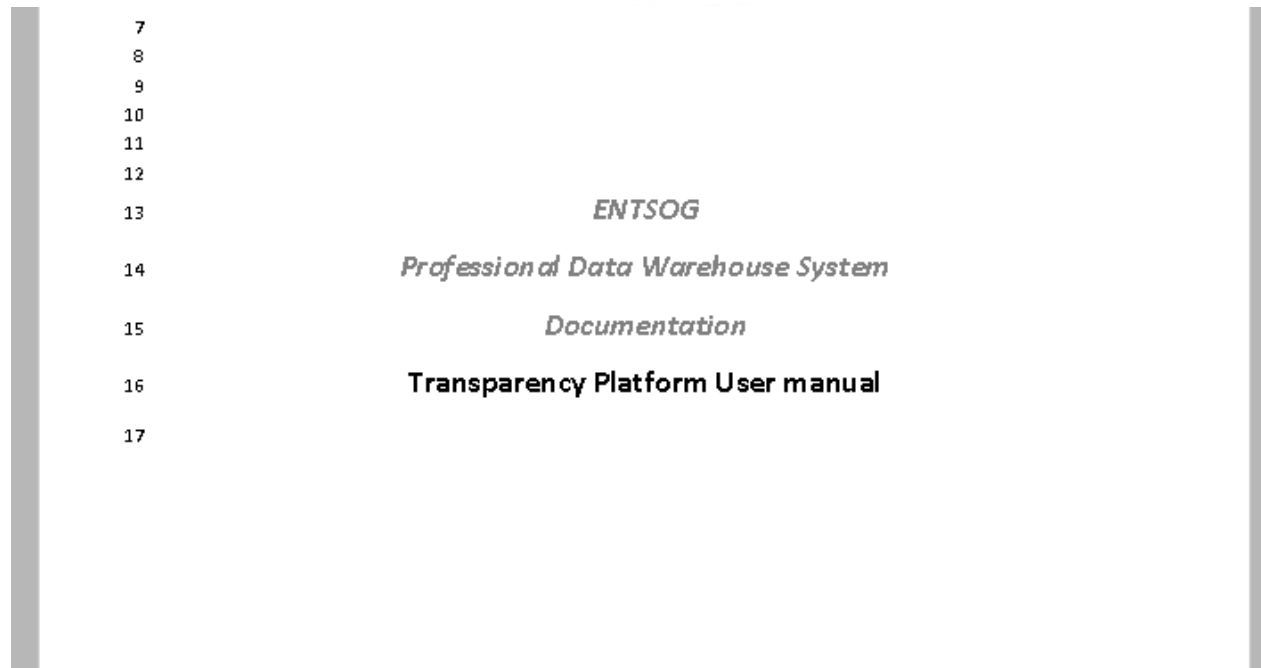 7
8
9
10
11
12
13 ENTSOG
14 Professional Data Warehouse System
15 Documentation
16 Transparency Platform User manual
17